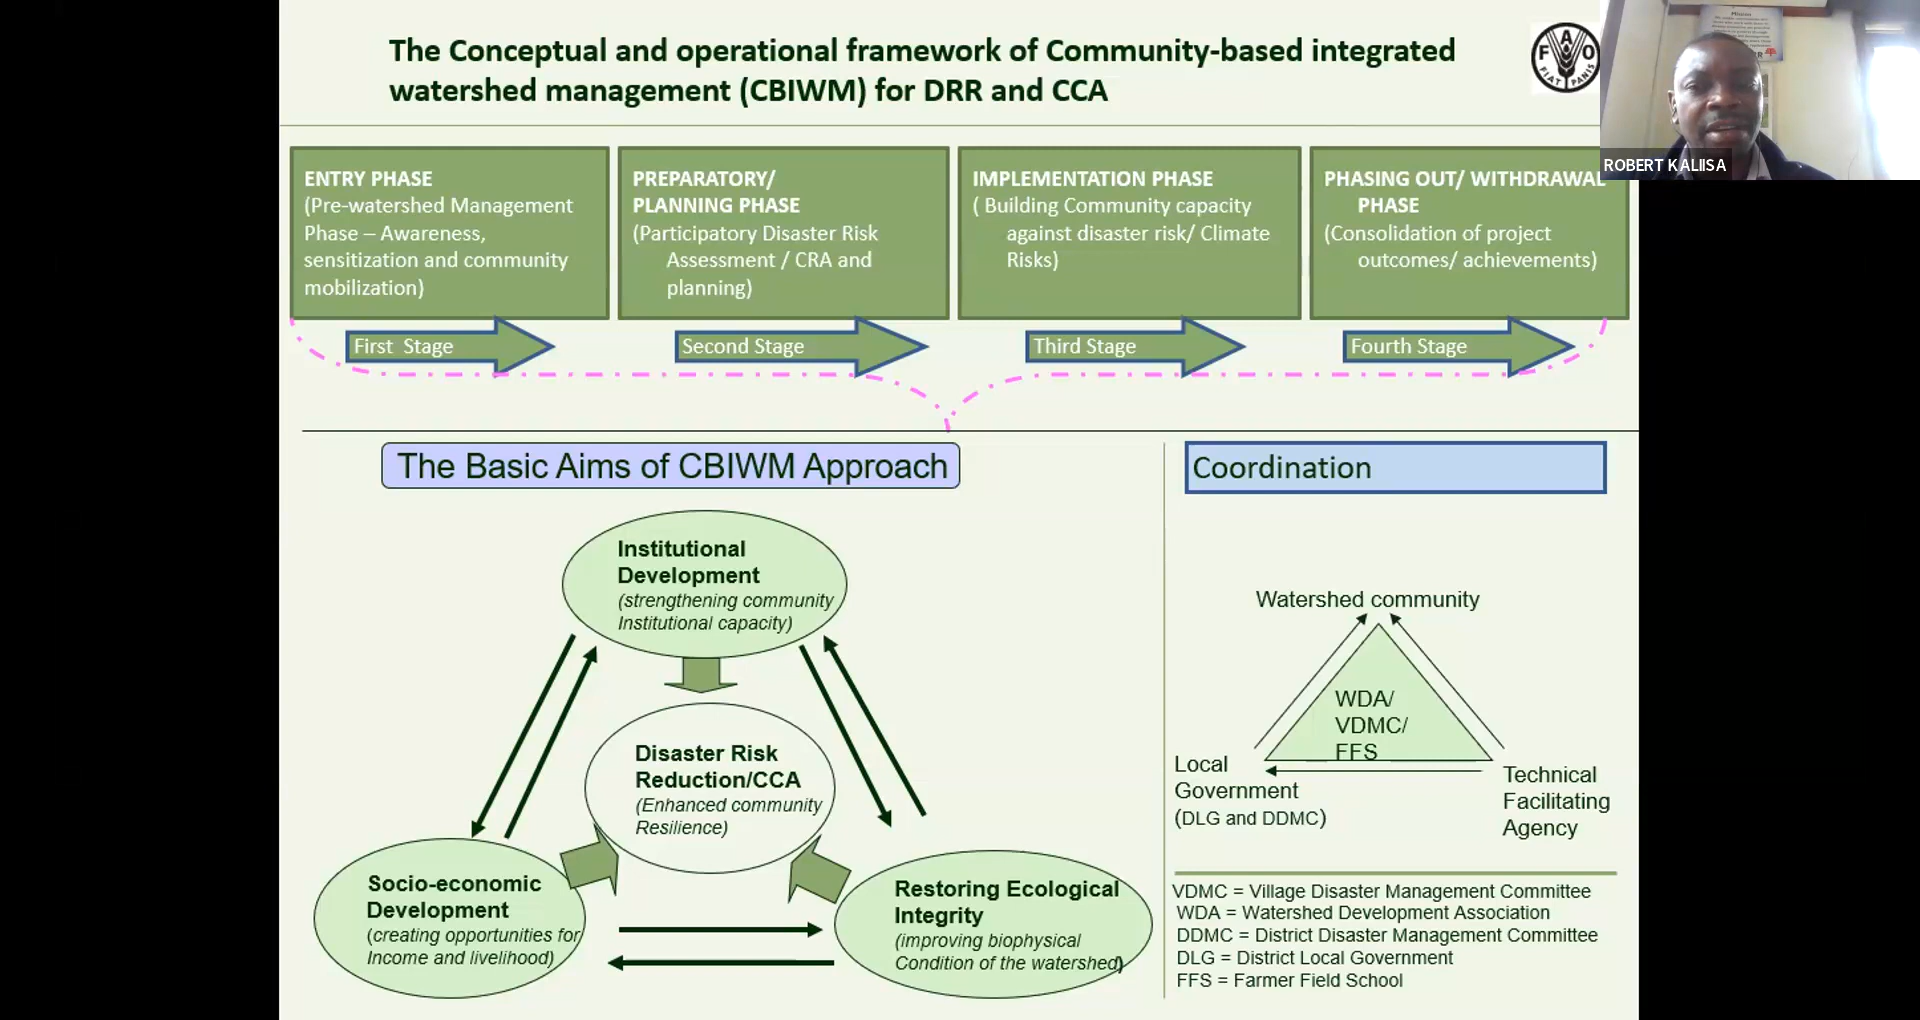 The Conceptual and operational framework of Community-based integrated
watershed management (CBIWM) for DRR and CCA
F A O
FIAT PANIS
ROBERT KALIISA
ENTRY PHASE
(Pre-watershed Management
Phase – Awareness,
sensitization and community
mobilization)
PREPARATORY/
PLANNING PHASE
(Participatory Disaster Risk
Assessment / CRA and
planning)
IMPLEMENTATION PHASE
( Building Community capacity
against disaster risk/ Climate
Risks)
PHASING OUT/ WITHDRAWAL
PHASE
(Consolidation of project
outcomes/ achievements)
First Stage
Second Stage
Third Stage
Fourth Stage
The Basic Aims of CBIWM Approach
Institutional
Development
(strengthening community
Institutional capacity)
Disaster Risk
Reduction/CCA
(Enhanced community
Resilience)
Socio-economic
Development
(creating opportunities for
Income and livelihood)
Restoring Ecological
Integrity
(improving biophysical
Condition of the watershed)
Coordination
Watershed community
WDA/
VDMC/
FFS
Local
Government
(DLG and DDMC)
Technical
Facilitating
Agency
VDMC = Village Disaster Management Committee
WDA = Watershed Development Association
DDMC = District Disaster Management Committee
DLG = District Local Government
FFS = Farmer Field School